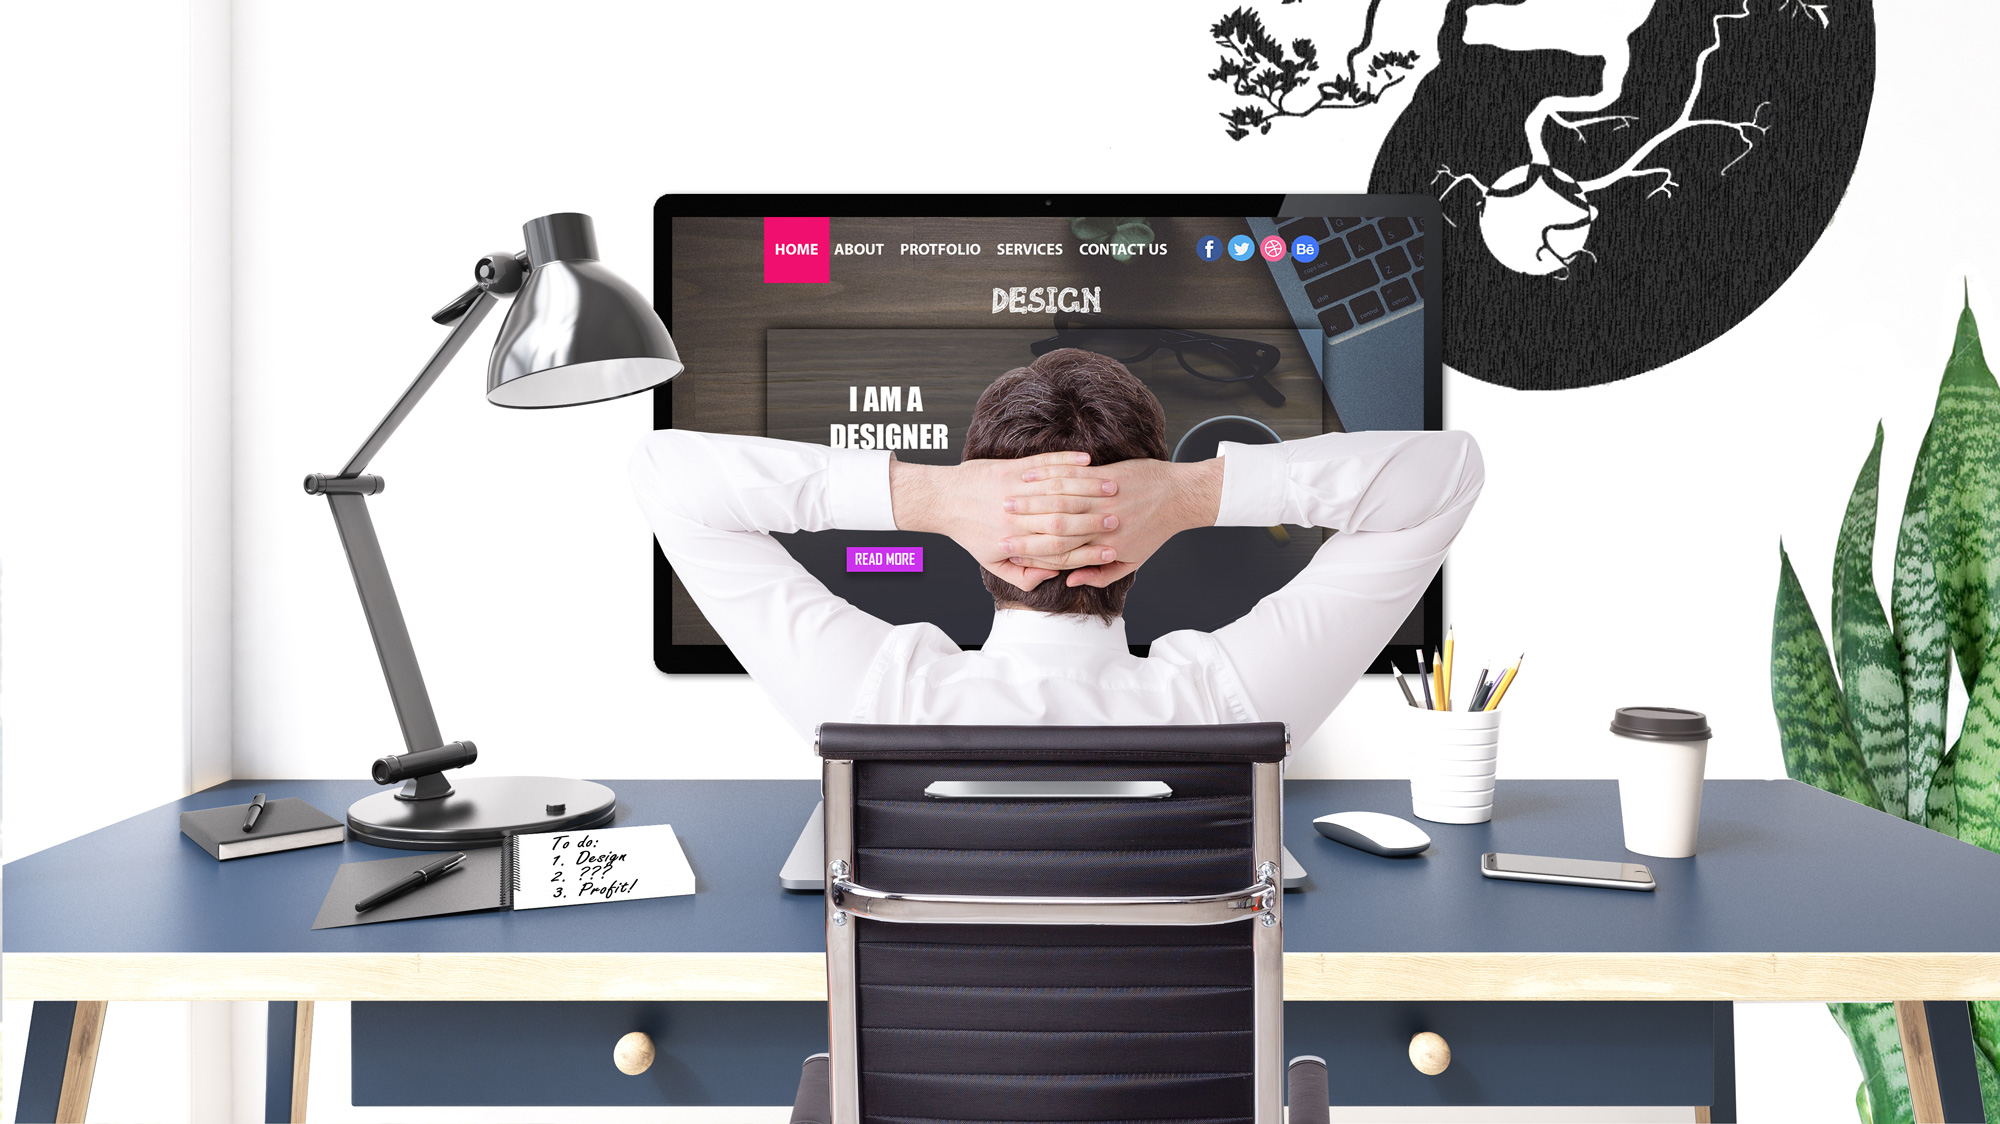 HOME ABOUT PROTFOLIO SERVICES CONTACT US f Bē
DESIGN
I AM A
DESIGNER
READ MORE
To do:
1. Design
2. ???
3. Profit!